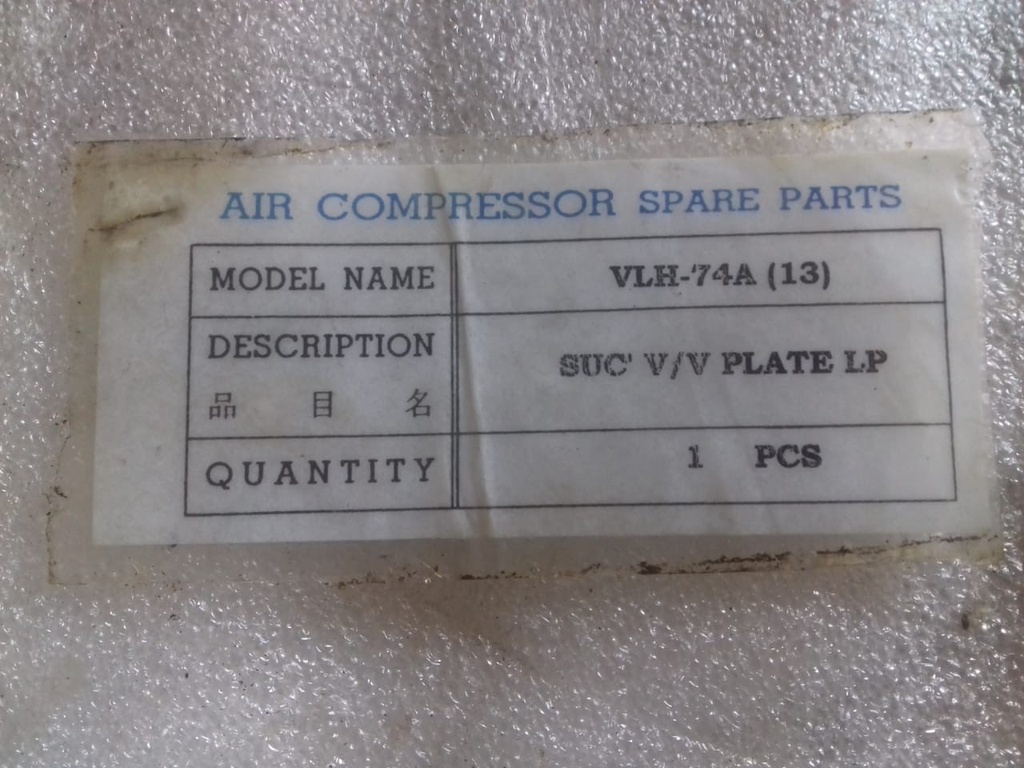 AIR COMPRESSOR SPARE PARTS
MODEL NAME VLH-74A (13)
DESCRIPTION SUC' V/V PLATE LP
品 目 名
QUANTITY 1 PCS